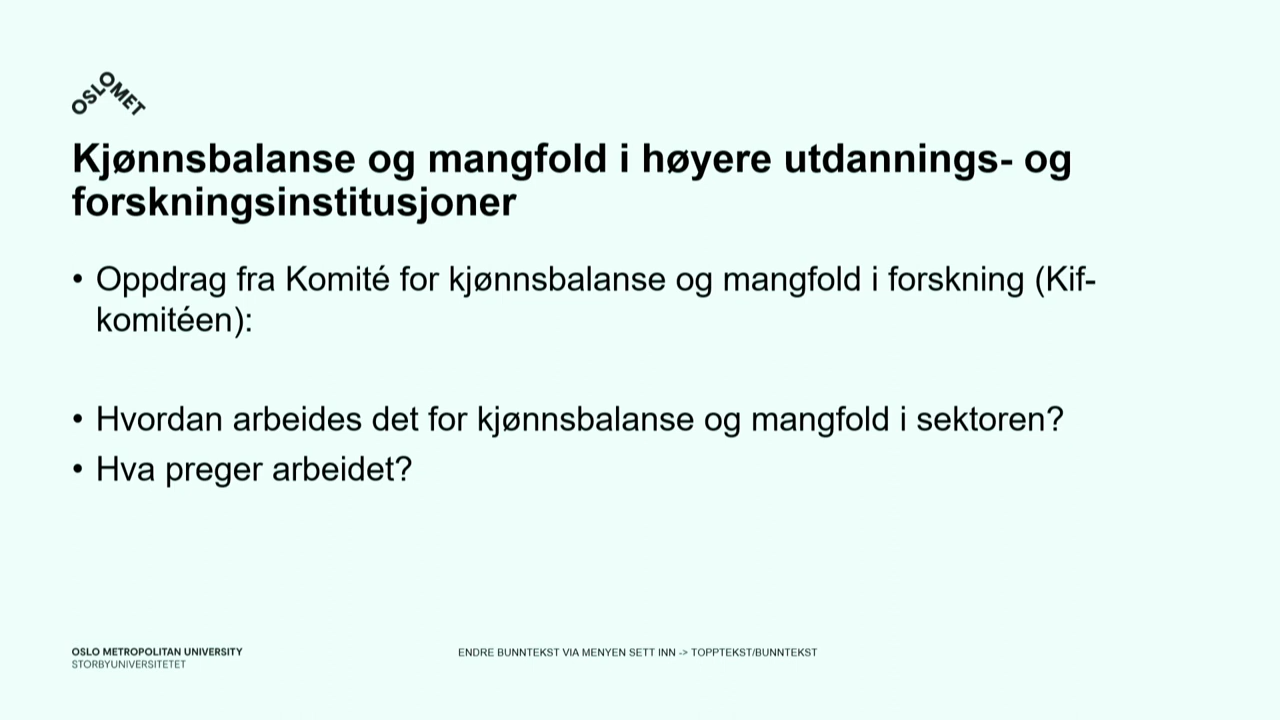 OSLOMET
Kjønnsbalanse og mangfold i høyere utdannings- og
forskningsinstitusjoner
• Oppdrag fra Komité for kjønnsbalanse og mangfold i forskning (Kif-
komitéen):
• Hvordan arbeides det for kjønnsbalanse og mangfold i sektoren?
• Hva preger arbeidet?
OSLO METROPOLITAN UNIVERSITY
STORBYUNIVERSITETET
ENDRE BUNNTEKST VIA MENYEN SETT INN -> TOPPTEKST/BUNNTEKST